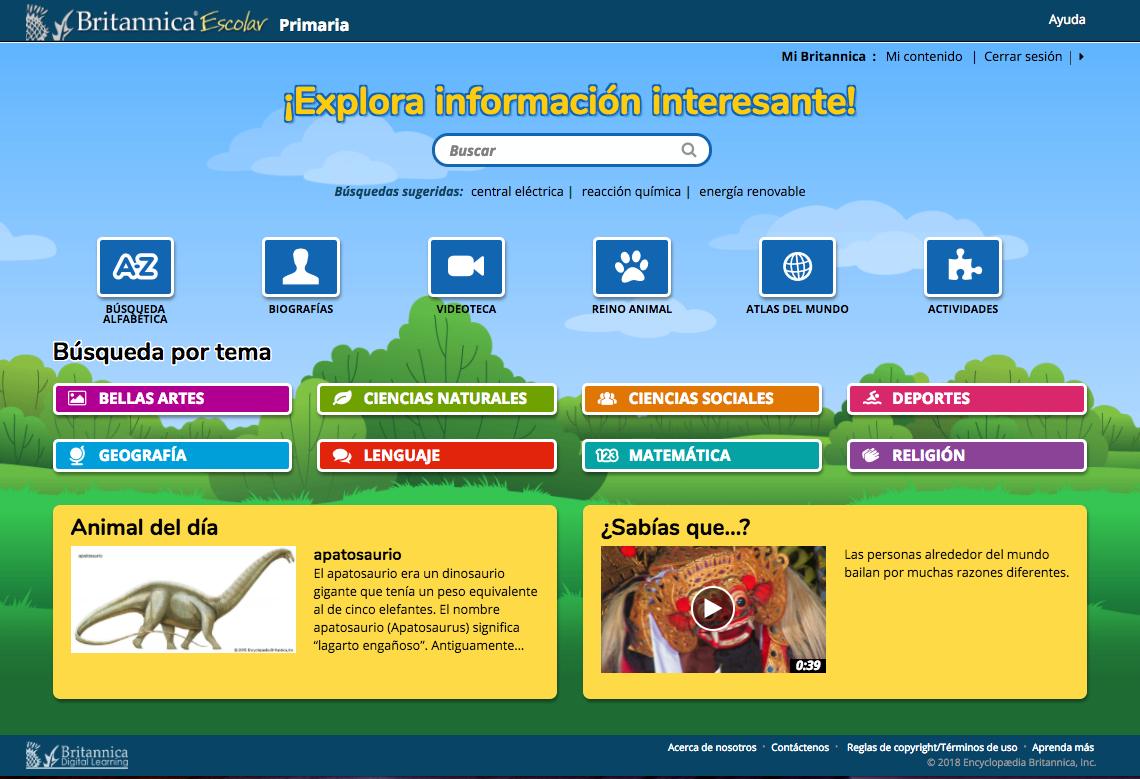 Britannica® Escolar Primaria
Ayuda
Mi Britannica : Mi contenido | Cerrar sesión |
¡Explora información interesante!
Buscar
Búsquedas sugeridas: central eléctrica | reacción química | energía renovable
AZ
BÚSQUEDA
ALFABÉTICA
BIOGRAFÍAS
VIDEOTECA
REINO ANIMAL
ATLAS DEL MUNDO
ACTIVIDADES
Búsqueda por tema
BELLAS ARTES
CIENCIAS NATURALES
CIENCIAS SOCIALES
DEPORTES
GEOGRAFÍA
LENGUAJE
123 MATEMÁTICA
RELIGIÓN
Animal del día
apatosaurio
© 2015 Encyclopædia Britannica, Inc.
apatosaurio
El apatosaurio era un dinosaurio
gigante que tenía un peso equivalente
al de cinco elefantes. El nombre
apatosaurio (Apatosaurus) significa
“lagarto engañoso”. Antiguamente...
¿Sabías que...?
0:39
Las personas alrededor del mundo
bailan por muchas razones diferentes.
Britannica
Digital Learning
Acerca de nosotros · Contáctenos · Reglas de copyright/Términos de uso · Aprenda más
© 2018 Encyclopædia Britannica, Inc.